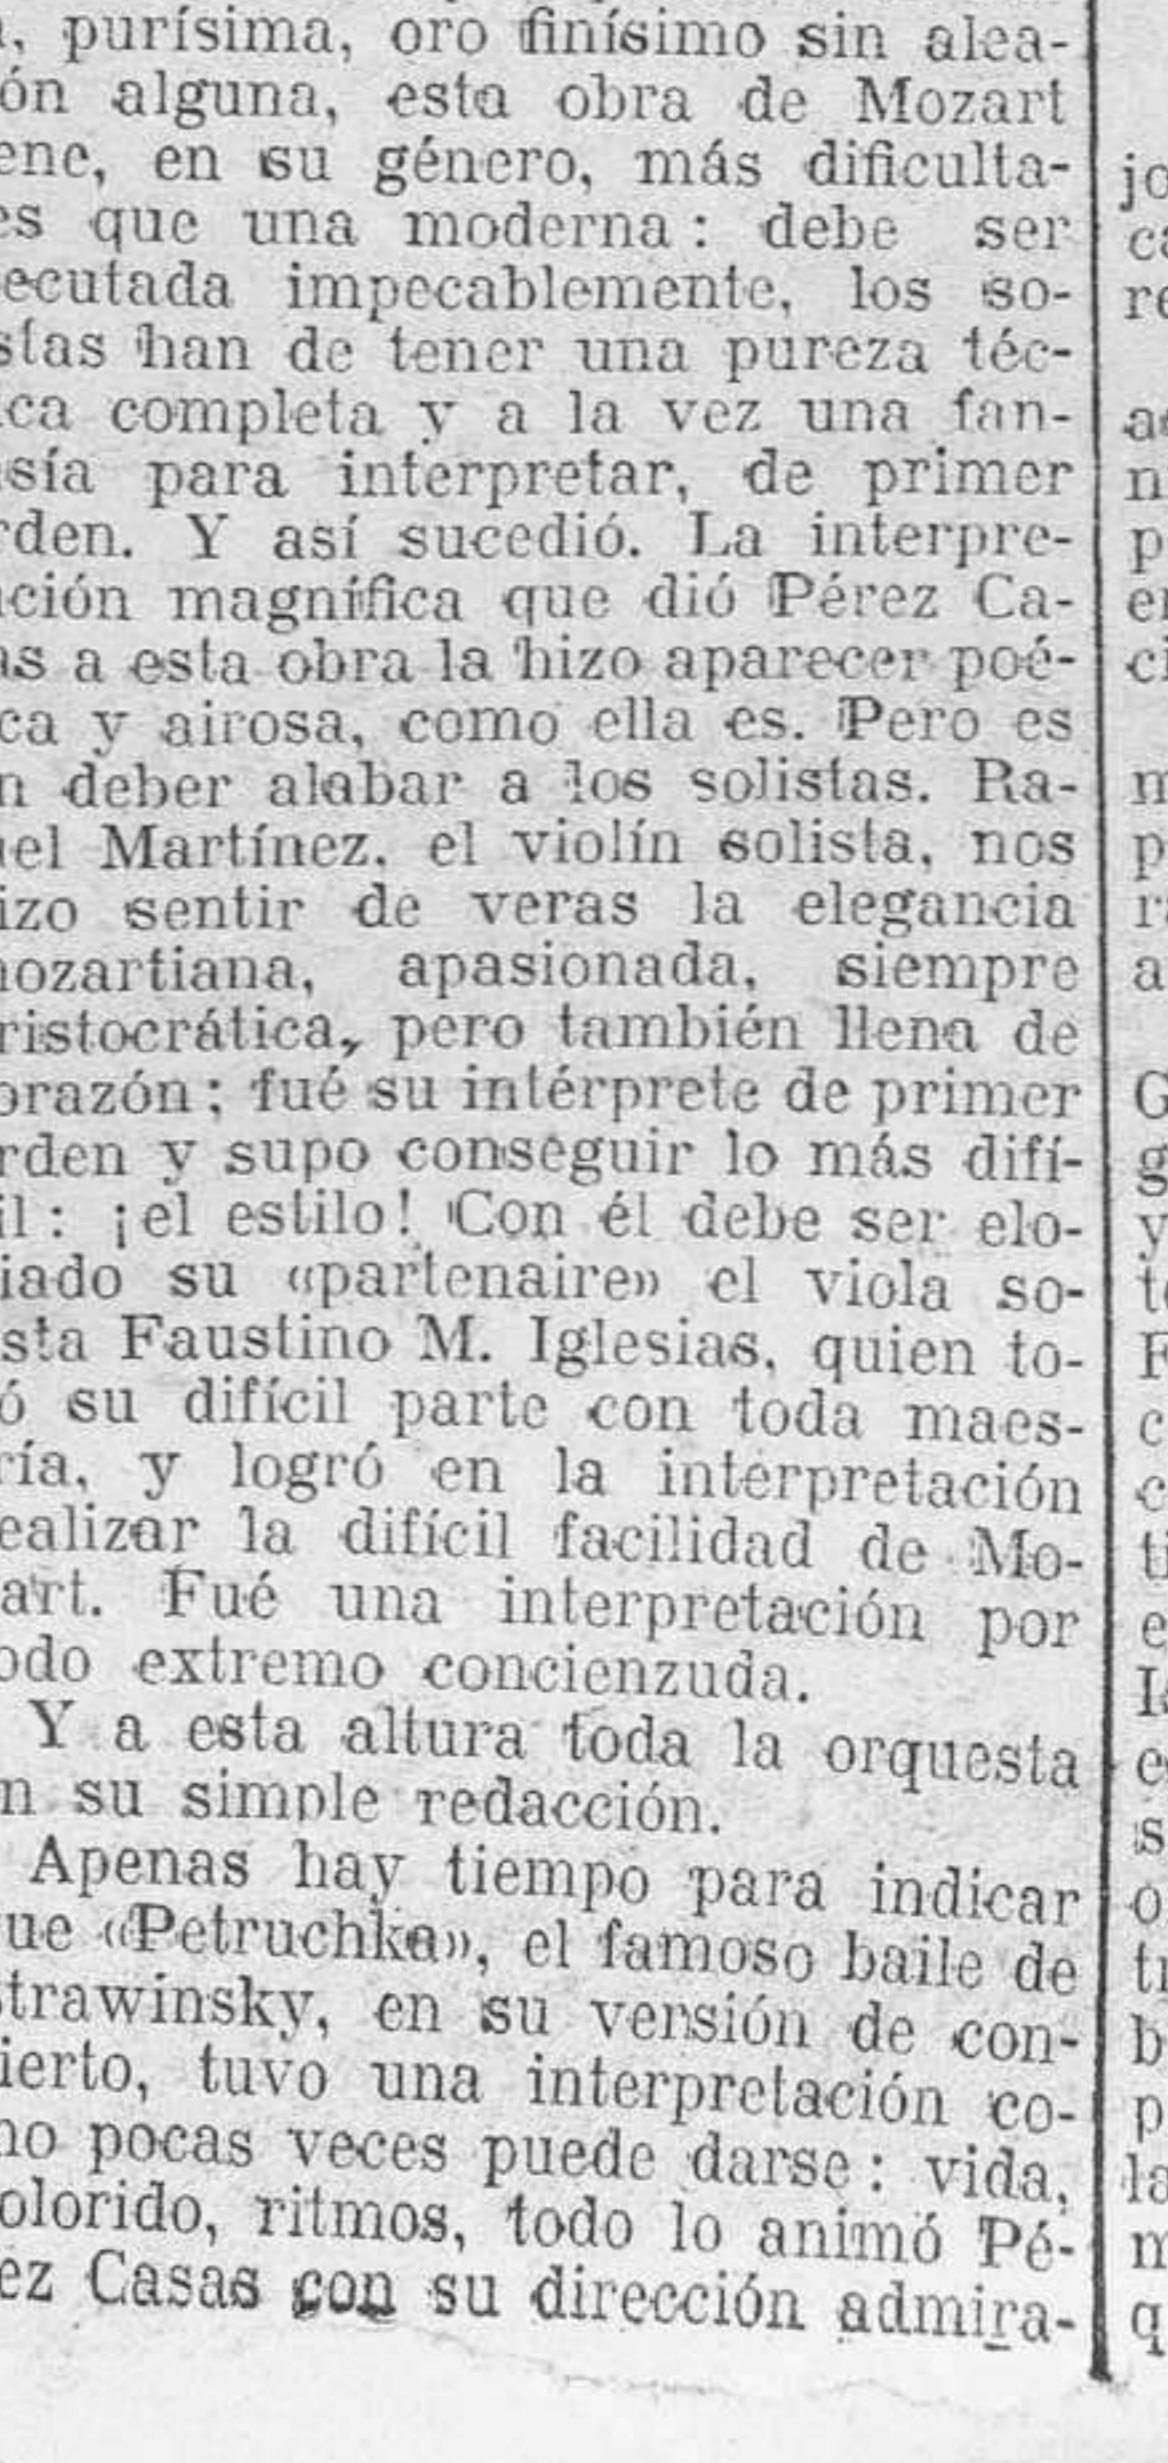 , purísima, oro finísimo sin alea-
ón alguna, esta obra de Mozart
ene, en su género, más dificulta-
es que una moderna: debe ser
ecutada impecablemente, los so-
stas han de tener una pureza téc-
ica completa y a la vez una fan-
sía para interpretar, de primer
rden. Y así sucedió. La interpre-
ción magnífica que dió Pérez Ca-
as a esta obra la hizo aparecer poé-
ca y airosa, como ella es. Pero es
n deber alabar a los solistas. Ra-
uel Martínez, el violín solista, nos
izo sentir de veras la elegancia
mozartiana, apasionada, siempre
ristocrática, pero también llena de
orazón; fué su intérprete de primer
rden y supo conseguir lo más difí-
il: ¡el estilo! Con él debe ser elo-
iado su «partenaire» el viola so-
sta Faustino M. Iglesias, quien to-
ó su difícil parte con toda maes-
ría, y logró en la interpretación
ealizar la difícil facilidad de Mo-
art. Fué una interpretación por
odo extremo concienzuda.
Y a esta altura toda la orquesta
n su simple redacción.
Apenas hay tiempo para indicar
ue «Petruchka», el famoso baile de
strawinsky, en su versión de con-
ierto, tuvo una interpretación co-
mo pocas veces puede darse: vida,
olorido, ritmos, todo lo animó Pé-
ez Casas con su dirección admira-